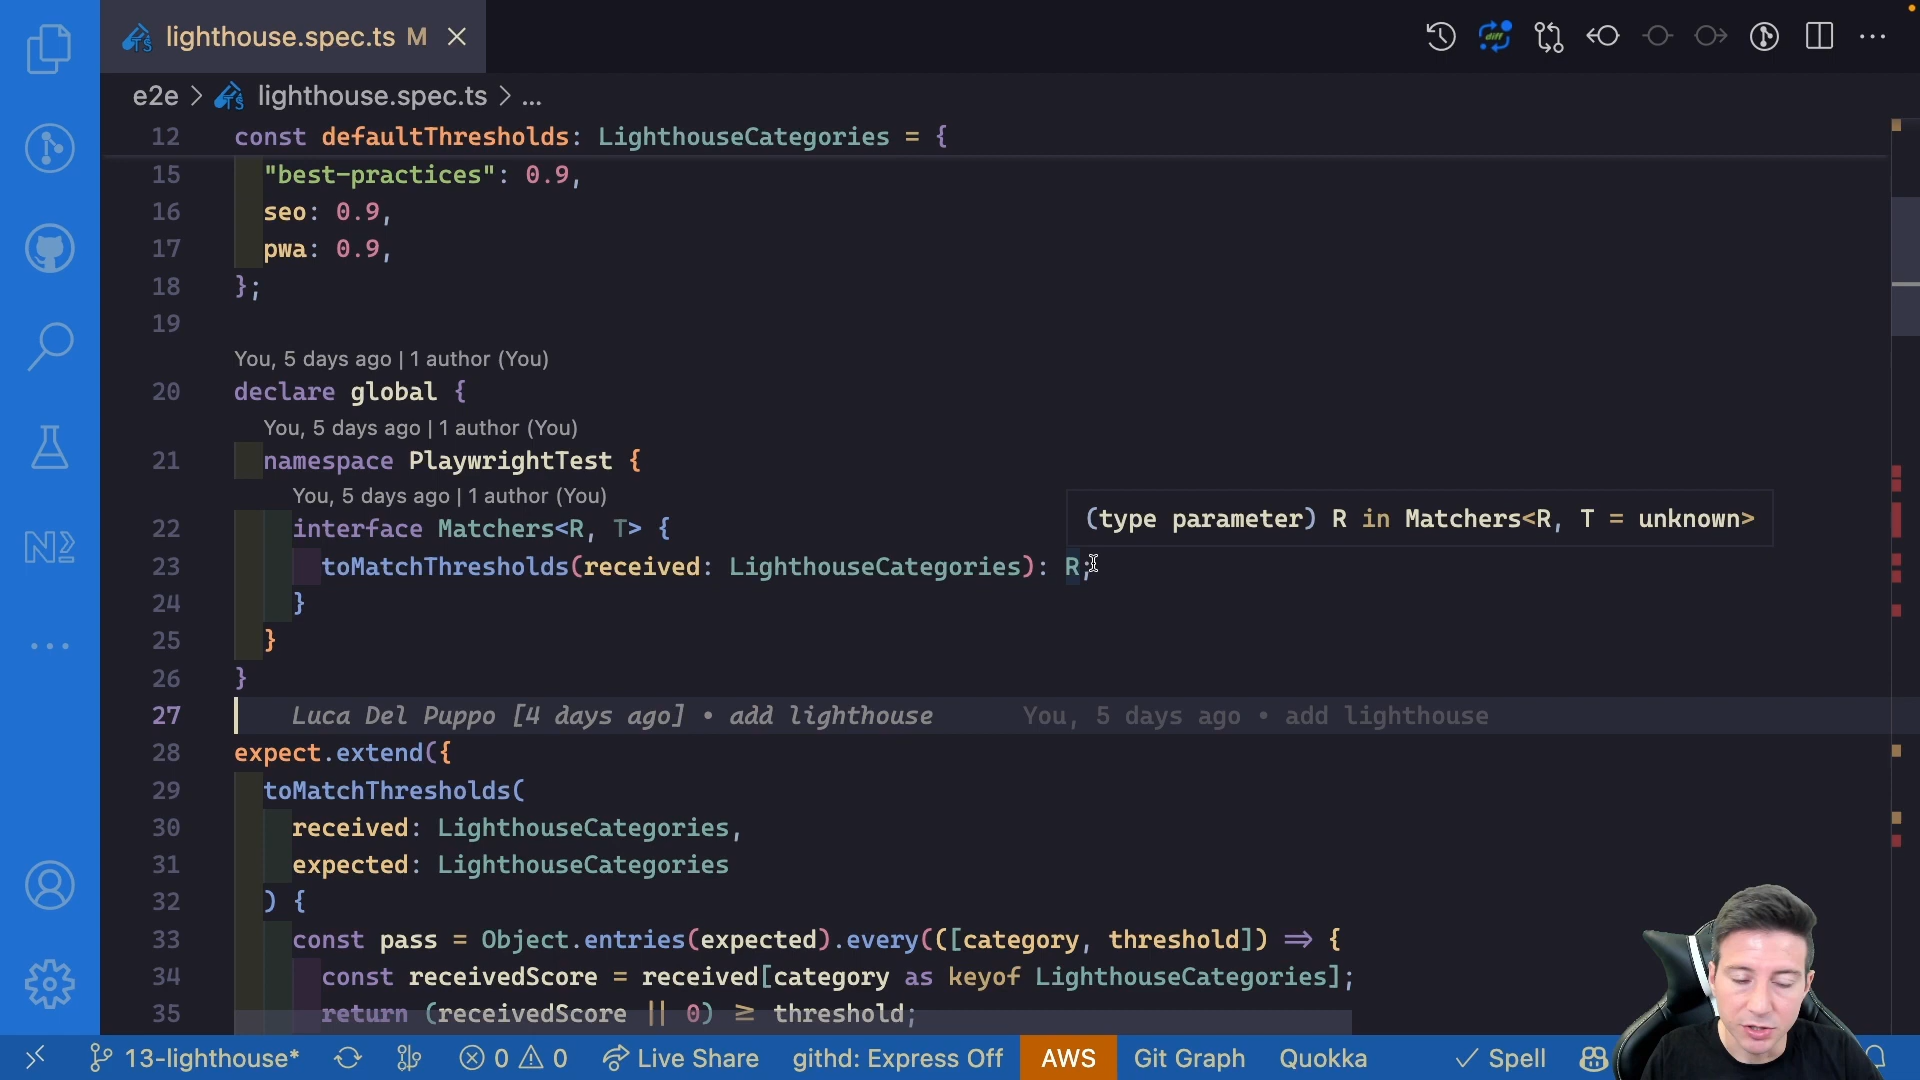 lighthouse.spec.ts M
e2e > lighthouse.spec.ts > ...
12 const defaultThresholds: LighthouseCategories = {
15 "best-practices": 0.9,
16 seo: 0.9,
17 pwa: 0.9,
18 };
19
You, 5 days ago | 1 author (You)
20 declare global {
You, 5 days ago | 1 author (You)
21 namespace PlaywrightTest {
You, 5 days ago | 1 author (You)
(type parameter) R in Matchers<R, T = unknown>
22 interface Matchers<R, T> {
23 toMatchThresholds(received: LighthouseCategories): R;
24 }
25 }
26 }
27 Luca Del Puppo [4 days ago] • add lighthouse You, 5 days ago • add lighthouse
28 expect.extend({
29 toMatchThresholds(
30 received: LighthouseCategories,
31 expected: LighthouseCategories
32 ) {
33 const pass = Object.entries(expected).every(([category, threshold]) => {
34 const receivedScore = received[category as keyof LighthouseCategories];
35 return (receivedScore || 0) ≥ threshold;
13-lighthouse* 0 0 Live Share githd: Express Off AWS Git Graph Quokka Spell